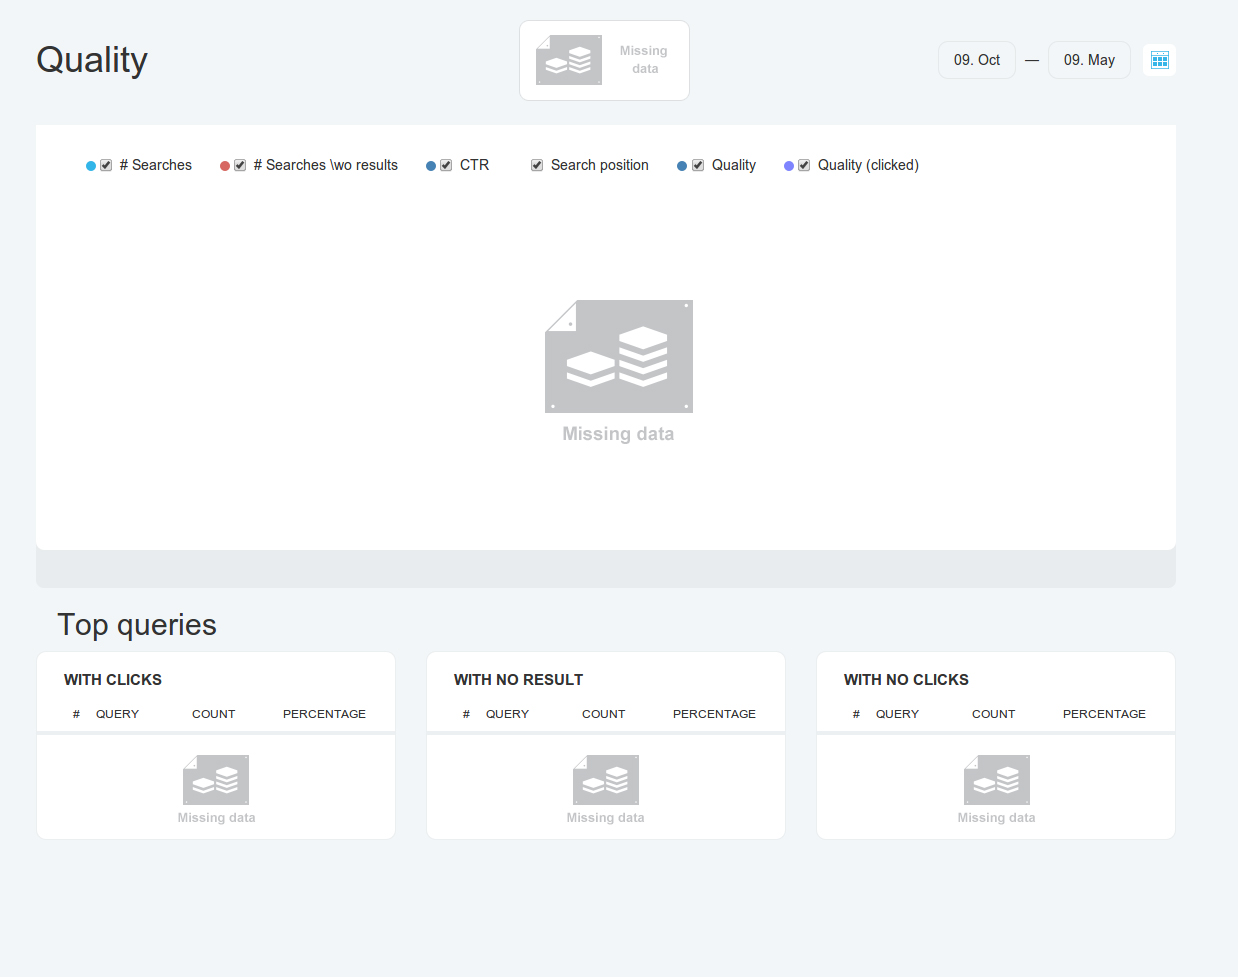 Quality
Missing
data
09. Oct — 09. May
# Searches # Searches \wo results CTR Search position Quality Quality (clicked)
Missing data
Top queries
WITH CLICKS
# QUERY COUNT PERCENTAGE
Missing data
WITH NO RESULT
# QUERY COUNT PERCENTAGE
Missing data
WITH NO CLICKS
# QUERY COUNT PERCENTAGE
Missing data